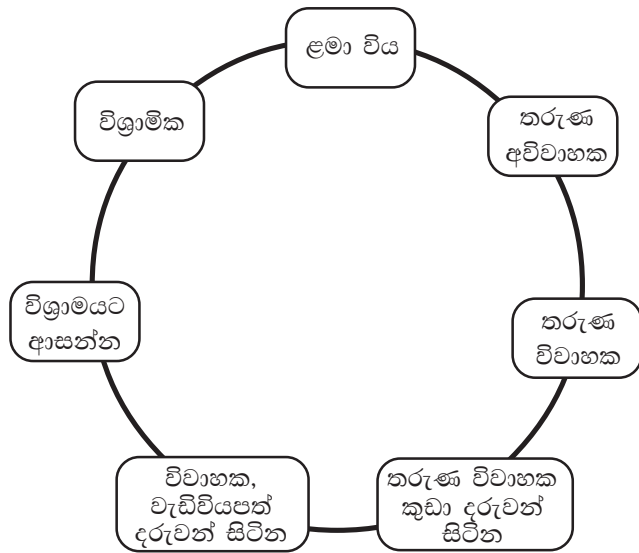 ළමා විය
තරුණ
අවිවාහක
තරුණ
විවාහක
තරුණ විවාහක
කුඩා දරුවන්
සිටින
විවාහක,
වැඩිවියපත්
දරුවන් සිටින
විශ්‍රාමයට
ආසන්න
විශ්‍රාමික